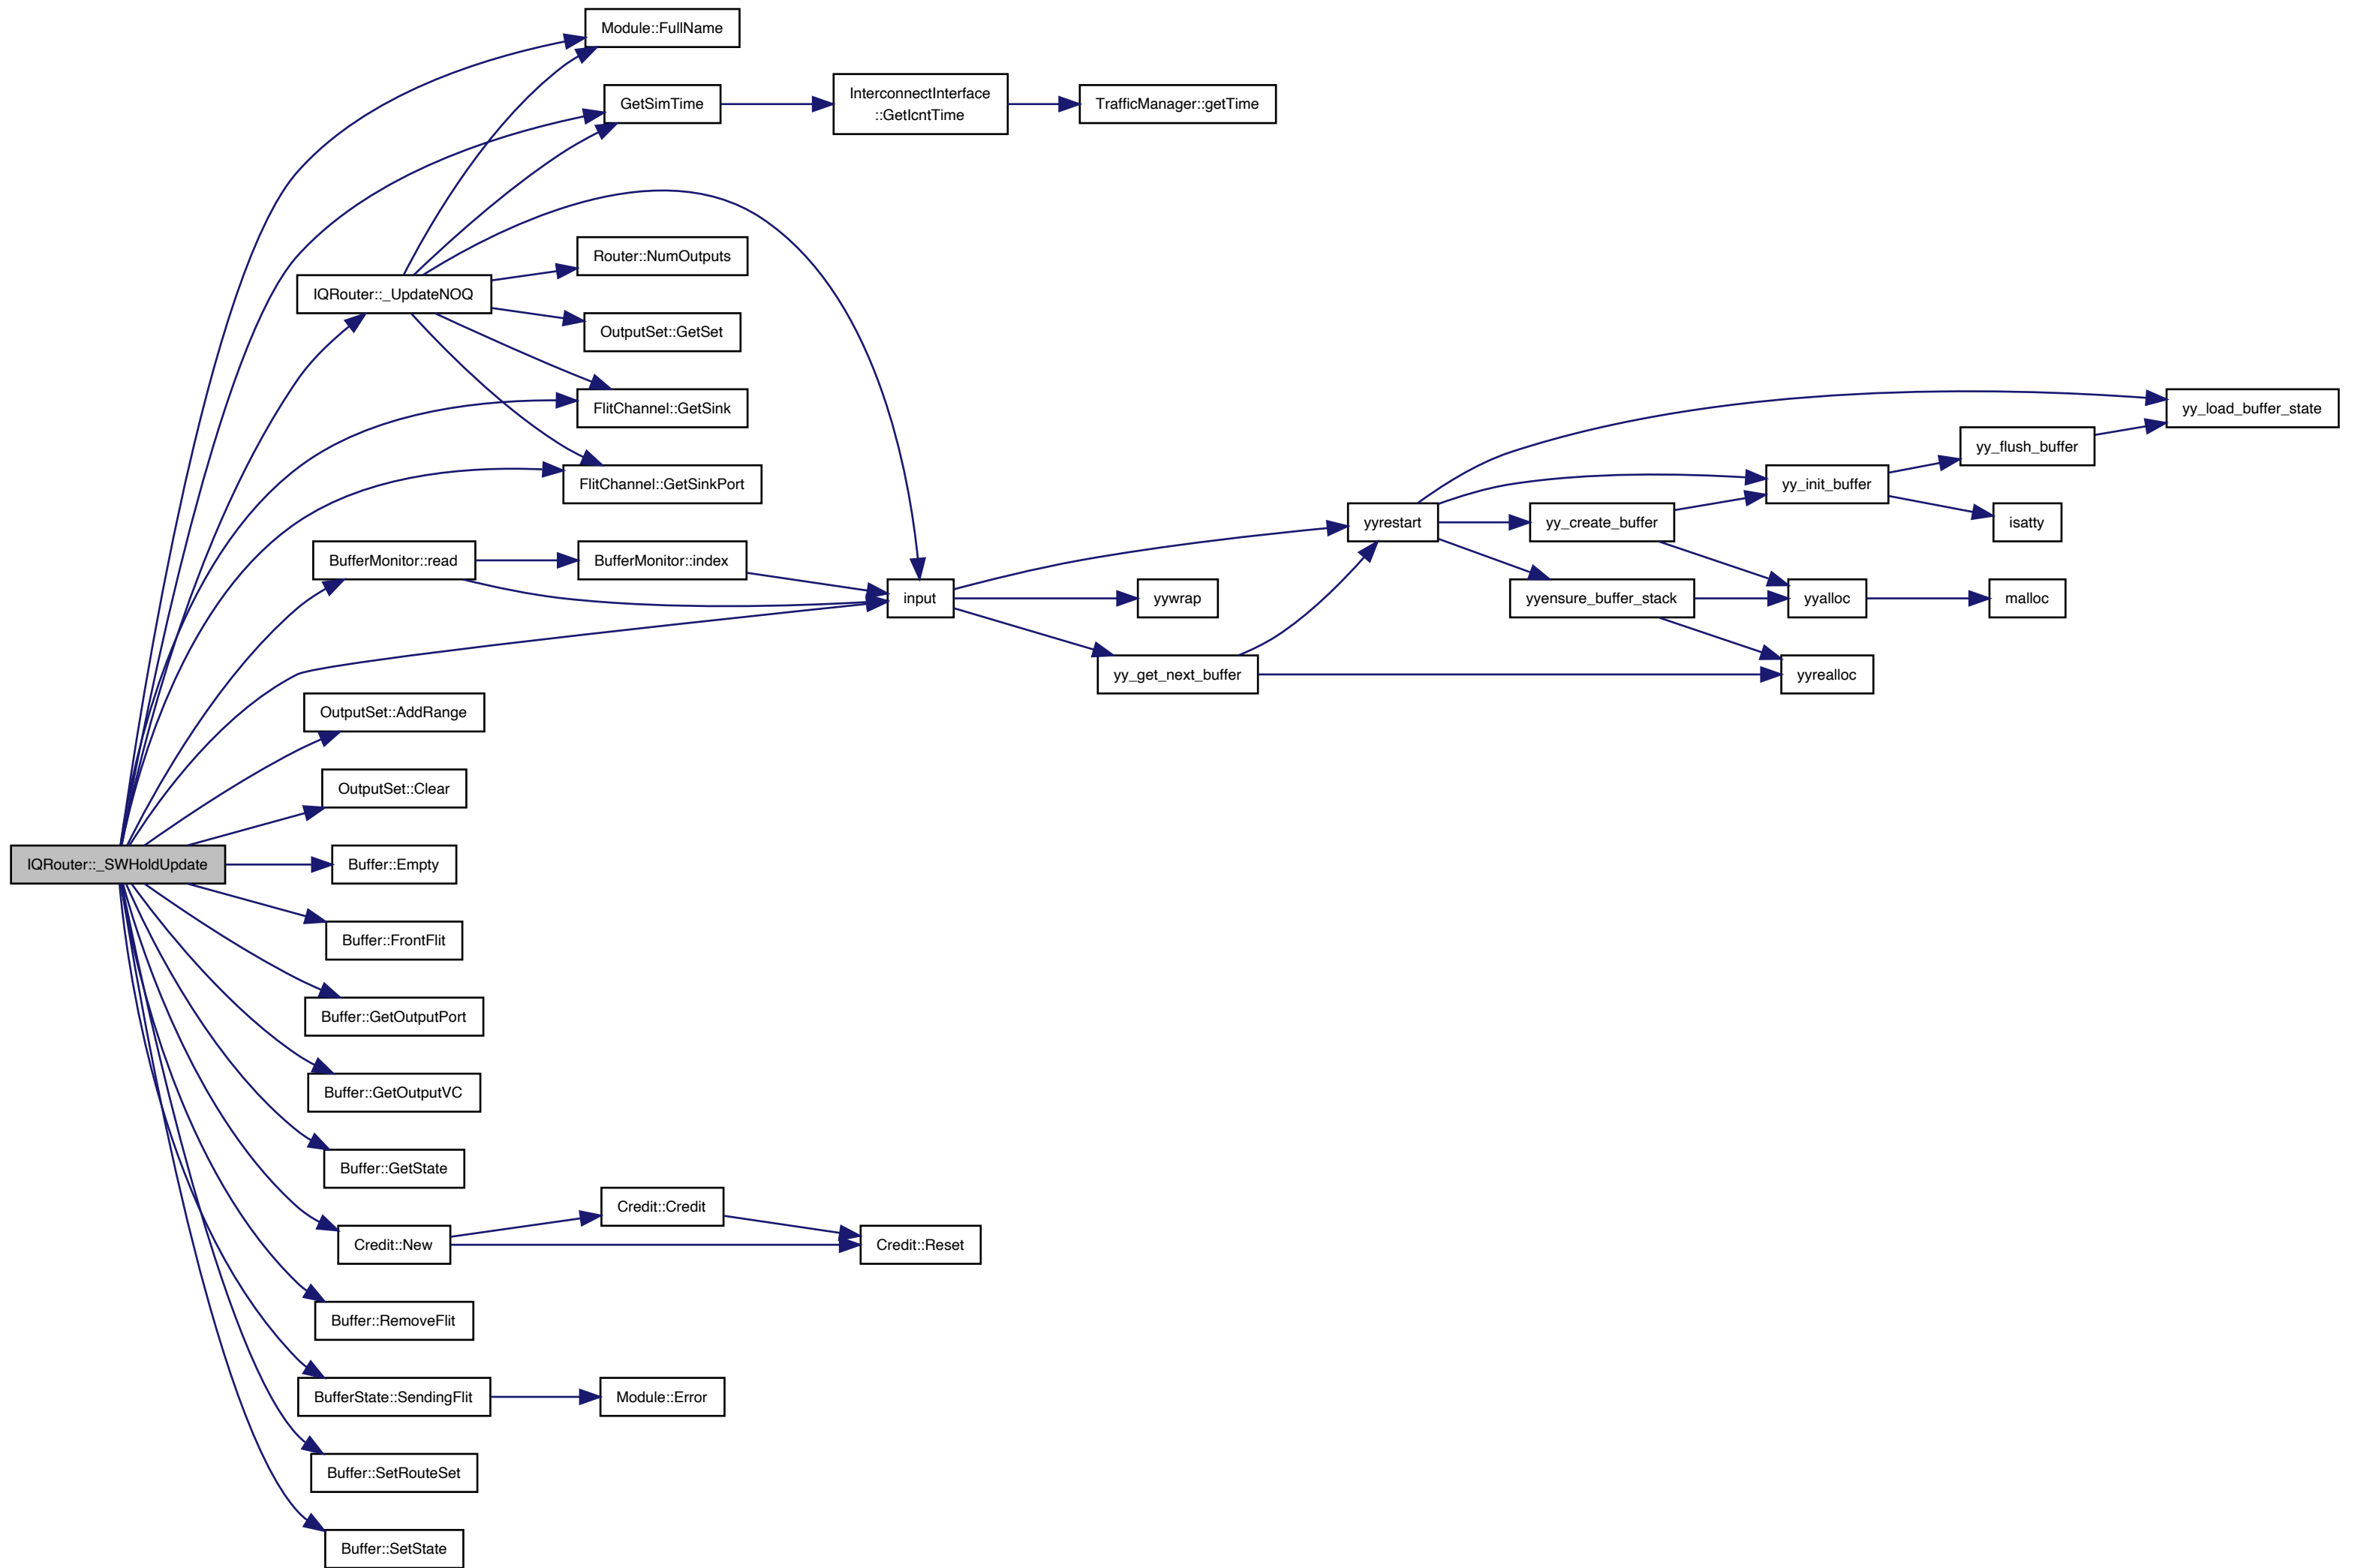 Module::FullName
GetSimTime
InterconnectInterface
::GetIcntTime
TrafficManager::getTime
Router::NumOutputs
IQRouter::_UpdateNOQ
OutputSet::GetSet
FlitChannel::GetSink
yy_load_buffer_state
yy_flush_buffer
FlitChannel::GetSinkPort
yy_init_buffer
yyrestart
yy_create_buffer
isatty
BufferMonitor::read
BufferMonitor::index
input
yywrap
yyensure_buffer_stack
yyalloc
malloc
yy_get_next_buffer
yyrealloc
OutputSet::AddRange
OutputSet::Clear
IQRouter::_SWHoldUpdate
Buffer::Empty
Buffer::FrontFlit
Buffer::GetOutputPort
Buffer::GetOutputVC
Buffer::GetState
Credit::Credit
Credit::New
Credit::Reset
Buffer::RemoveFlit
BufferState::SendingFlit
Module::Error
Buffer::SetRouteSet
Buffer::SetState